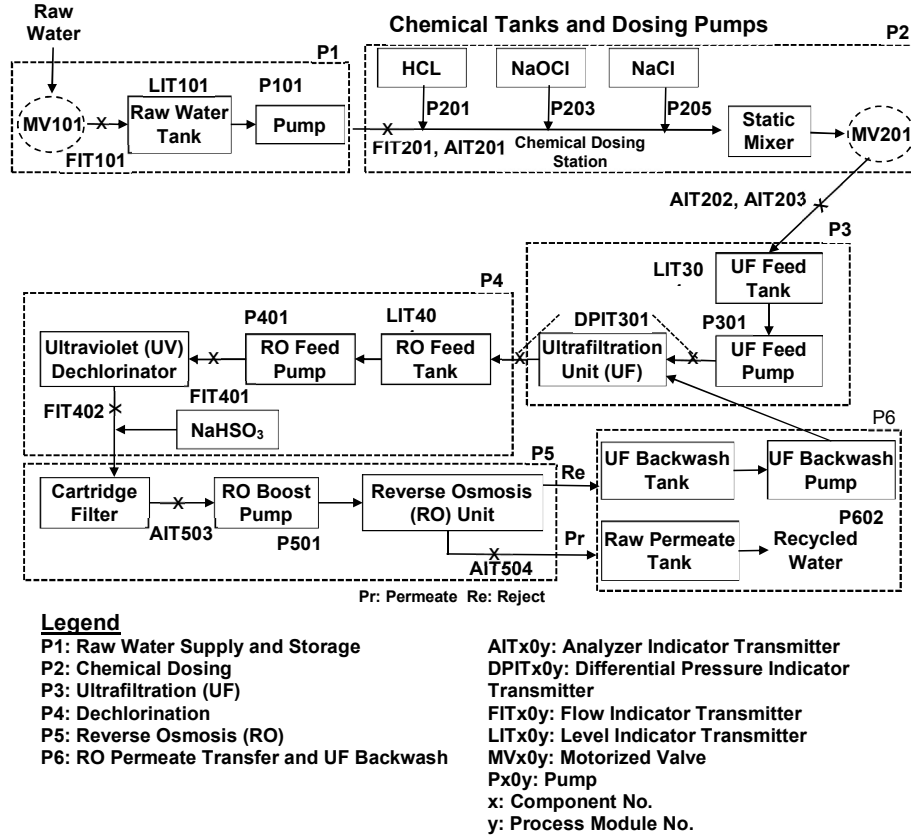 Raw
Water
Chemical Tanks and Dosing Pumps
P1
P2
LIT101
P101
HCL
NaOCl
NaCl
MV101
Raw Water
Tank
Pump
P201
P203
P205
Static
Mixer
MV201
FIT101
FIT201, AIT201
Chemical Dosing
Station
AIT202, AIT203
P3
P4
LIT30
UF Feed
Tank
P401
LIT40
DPIT301
P301
Ultraviolet (UV)
Dechlorinator
RO Feed
Pump
RO Feed
Tank
Ultrafiltration
Unit (UF)
UF Feed
Pump
FIT402
FIT401
NaHSO3
P6
P5
Re
UF Backwash
Tank
UF Backwash
Pump
Cartridge
Filter
RO Boost
Pump
Reverse Osmosis
(RO) Unit
AIT503
P501
P602
Pr
Raw Permeate
Tank
Recycled
Water
AIT504
Pr: Permeate Re: Reject
Legend
P1: Raw Water Supply and Storage
P2: Chemical Dosing
P3: Ultrafiltration (UF)
P4: Dechlorination
P5: Reverse Osmosis (RO)
P6: RO Permeate Transfer and UF Backwash
AITx0y: Analyzer Indicator Transmitter
DPITx0y: Differential Pressure Indicator
Transmitter
FITx0y: Flow Indicator Transmitter
LITx0y: Level Indicator Transmitter
MVx0y: Motorized Valve
Px0y: Pump
x: Component No.
y: Process Module No.